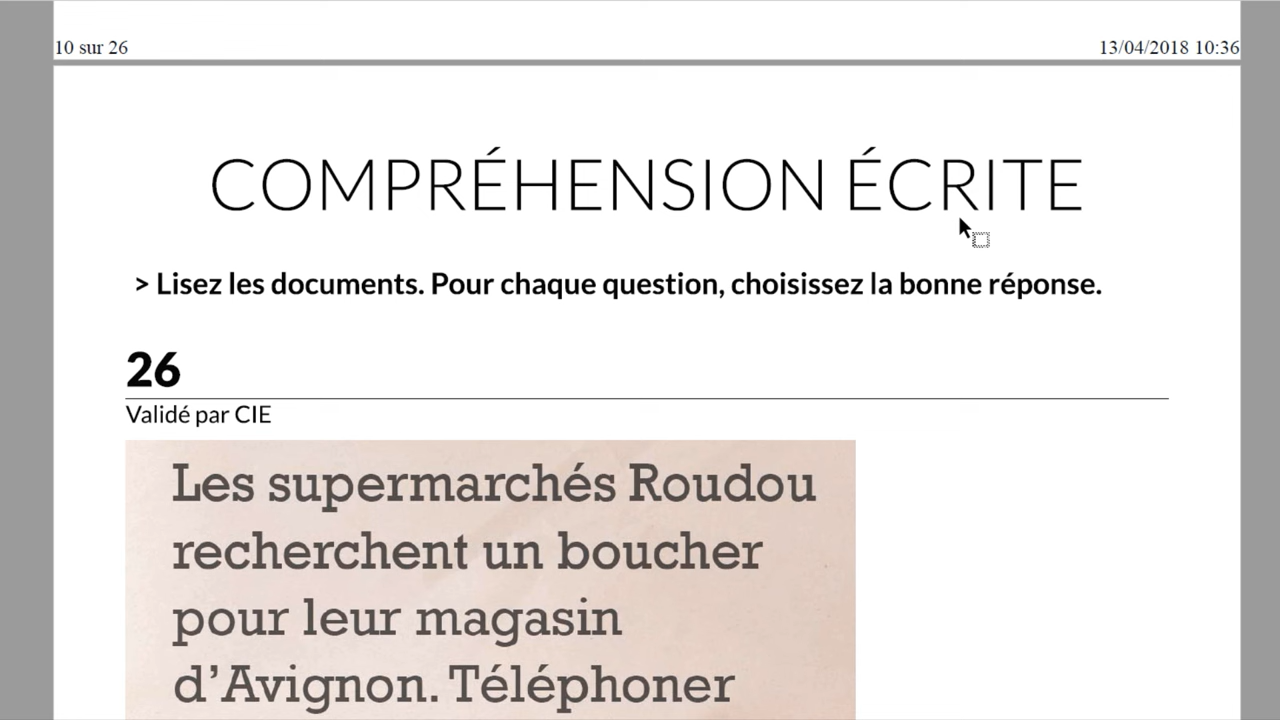 10 sur 26
13/04/2018 10:36
COMPRÉHENSION ÉCRITE
> Lisez les documents. Pour chaque question, choisissez la bonne réponse.
26
Validé par CIE
Les supermarchés Roudou
recherchent un boucher
pour leur magasin
d’Avignon. Téléphoner